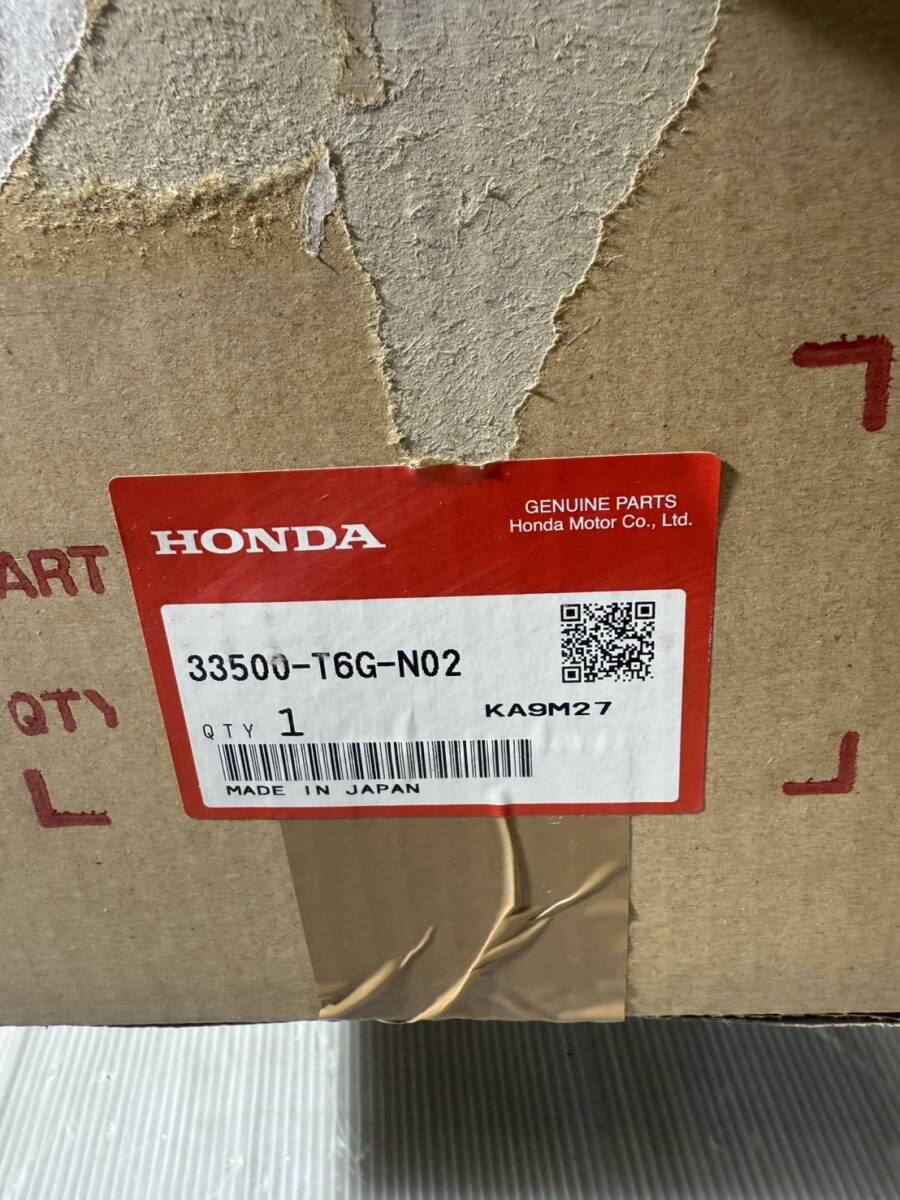 HONDA
GENUINE PARTS
Honda Motor Co., Ltd.
ART
33500-T6G-N02
QTY
QTY 1
KA9M27
MADE IN JAPAN